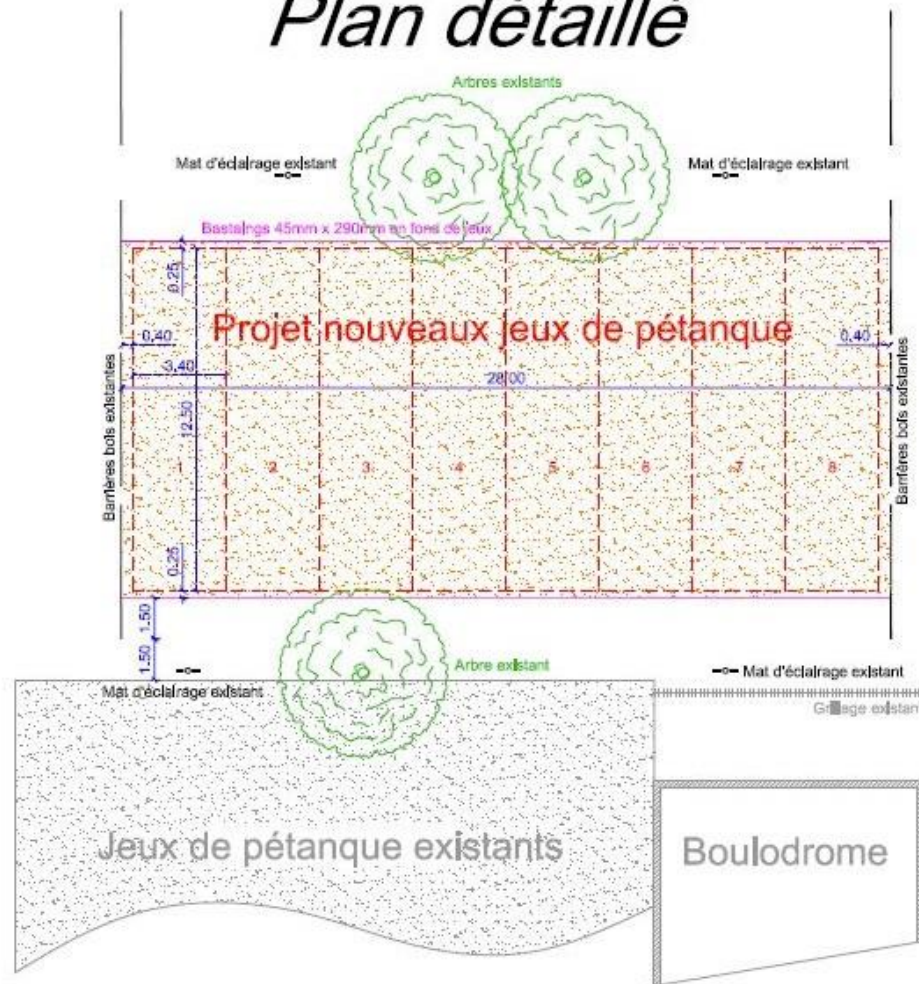 Plan détaillé
Arbres existants
Mat d'éclairage existant
Mat d'éclairage existant
Bastaings 45mm x 290mm en fond de jeux
0.25
Projet nouveaux jeux de pétanque
0.40
0.40
3.40
28.00
12.50
Barrières bois existantes
Barrières bois existantes
1
2
3
4
5
6
7
8
0.25
1.50
1.50
Arbre existant
Mat d'éclairage existant
Mat d'éclairage existant
existant
Jeux de pétanque existants
Boulodrome